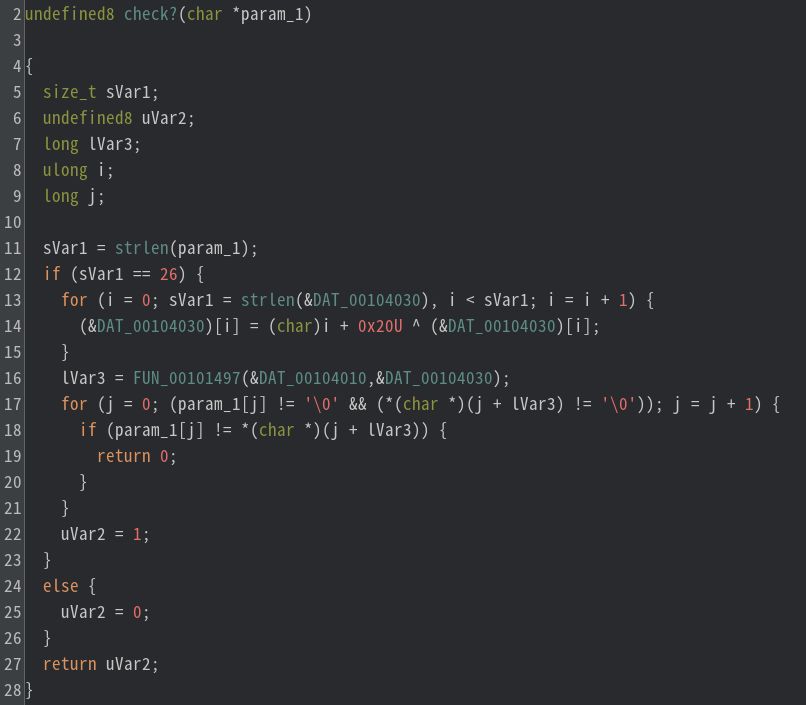 2 undefined8 check?(char *param_1)
3
4 {
5   size_t sVar1;
6   undefined8 uVar2;
7   long lVar3;
8   ulong i;
9   long j;
10
11   sVar1 = strlen(param_1);
12   if (sVar1 == 26) {
13     for (i = 0; sVar1 = strlen(&DAT_00104030), i < sVar1; i = i + 1) {
14       (&DAT_00104030)[i] = (char)i + 0x20U ^ (&DAT_00104030)[i];
15     }
16     lVar3 = FUN_00101497(&DAT_00104010,&DAT_00104030);
17     for (j = 0; (param_1[j] != '\0' && (*(char *)(j + lVar3) != '\0')); j = j + 1) {
18       if (param_1[j] != *(char *)(j + lVar3)) {
19         return 0;
20       }
21     }
22     uVar2 = 1;
23   }
24   else {
25     uVar2 = 0;
26   }
27   return uVar2;
28 }